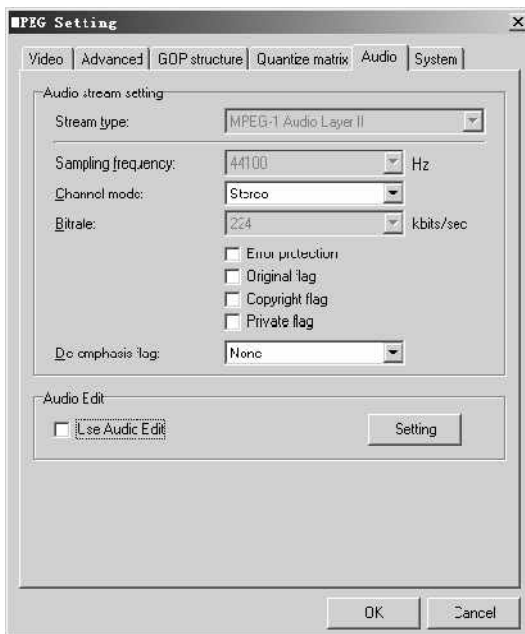 MPEG Setting
Video Advanced GOP structure Quantize matrix Audio System
Audio stream setting
Stream type: MPEG-1 Audio Layer II
Sampling frequency: 44100 Hz
Channel mode: Stereo
Bitrate: 224 kbits/sec
Error protection
Original flag
Copyright flag
Private flag
De emphasis flag: None
Audio Edit
Use Audio Edit Setting
OK Cancel